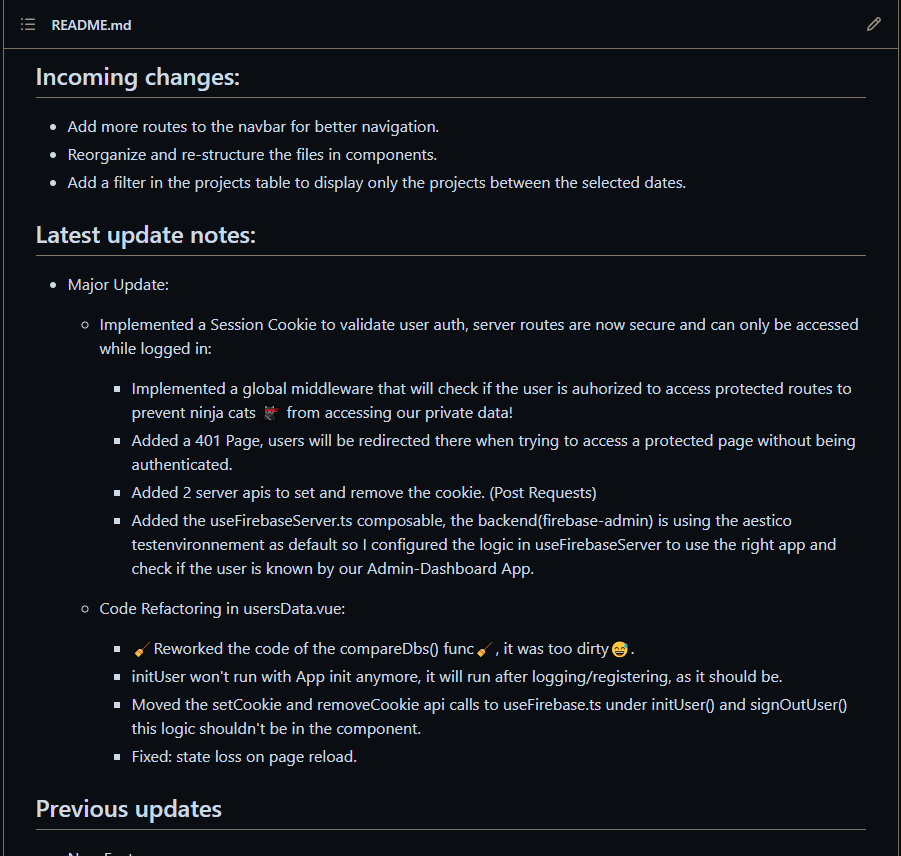 README.md
Incoming changes:
Add more routes to the navbar for better navigation.
Reorganize and re-structure the files in components.
Add a filter in the projects table to display only the projects between the selected dates.
Latest update notes:
Major Update:
Implemented a Session Cookie to validate user auth, server routes are now secure and can only be accessed
while logged in:
Implemented a global middleware that will check if the user is auhorized to access protected routes to
prevent ninja cats 🥷 from accessing our private data!
Added a 401 Page, users will be redirected there when trying to access a protected page without being
authenticated.
Added 2 server apis to set and remove the cookie. (Post Requests)
Added the useFirebaseServer.ts composable, the backend(firebase-admin) is using the aestico
testenvironnement as default so I configured the logic in useFirebaseServer to use the right app and
check if the user is known by our Admin-Dashboard App.
Code Refactoring in usersData.vue:
🧹 Reworked the code of the compareDbs() func🧹, it was too dirty😅.
initUser won't run with App init anymore, it will run after logging/registering, as it should be.
Moved the setCookie and removeCookie api calls to useFirebase.ts under initUser() and signOutUser()
this logic shouldn't be in the component.
Fixed: state loss on page reload.
Previous updates